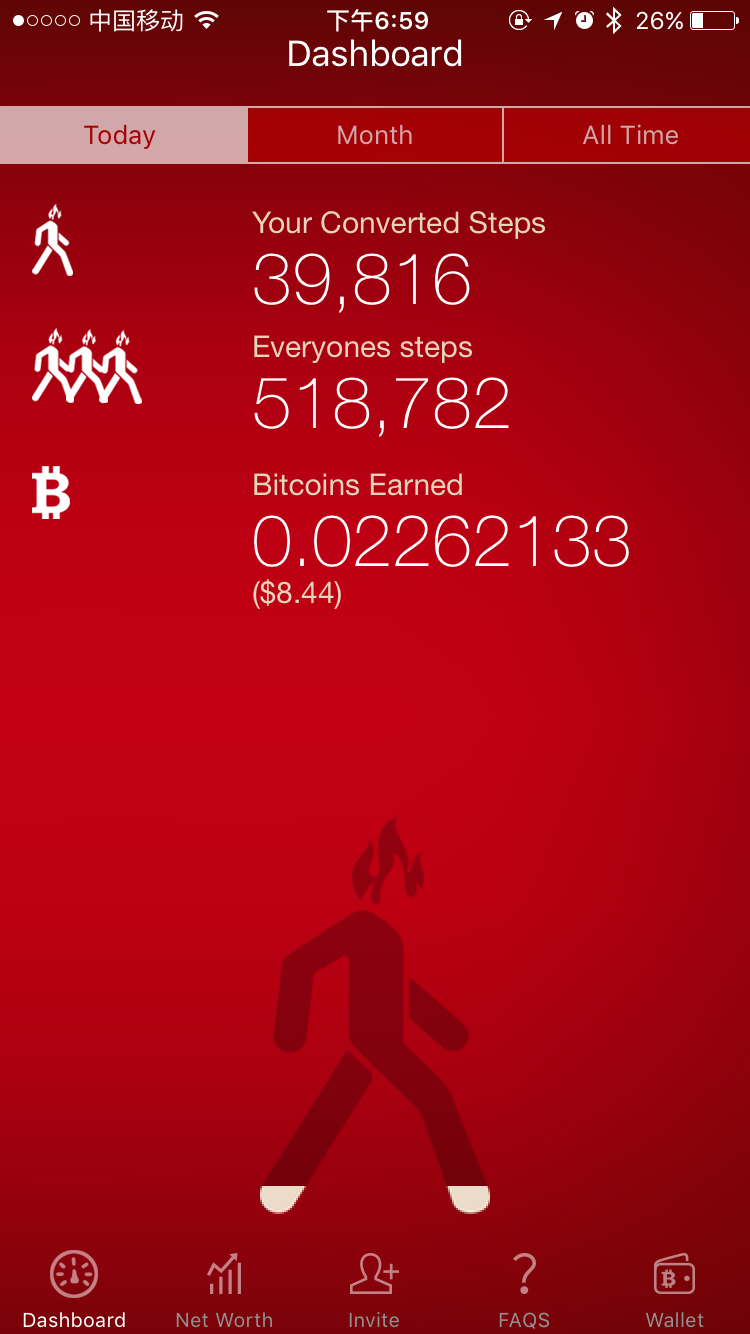 中国移动 下午6:59 26%
Dashboard
Today Month All Time
Your Converted Steps
39,816
Everyones steps
518,782
Bitcoins Earned
0.02262133
($8.44)
Dashboard Net Worth Invite FAQS Wallet